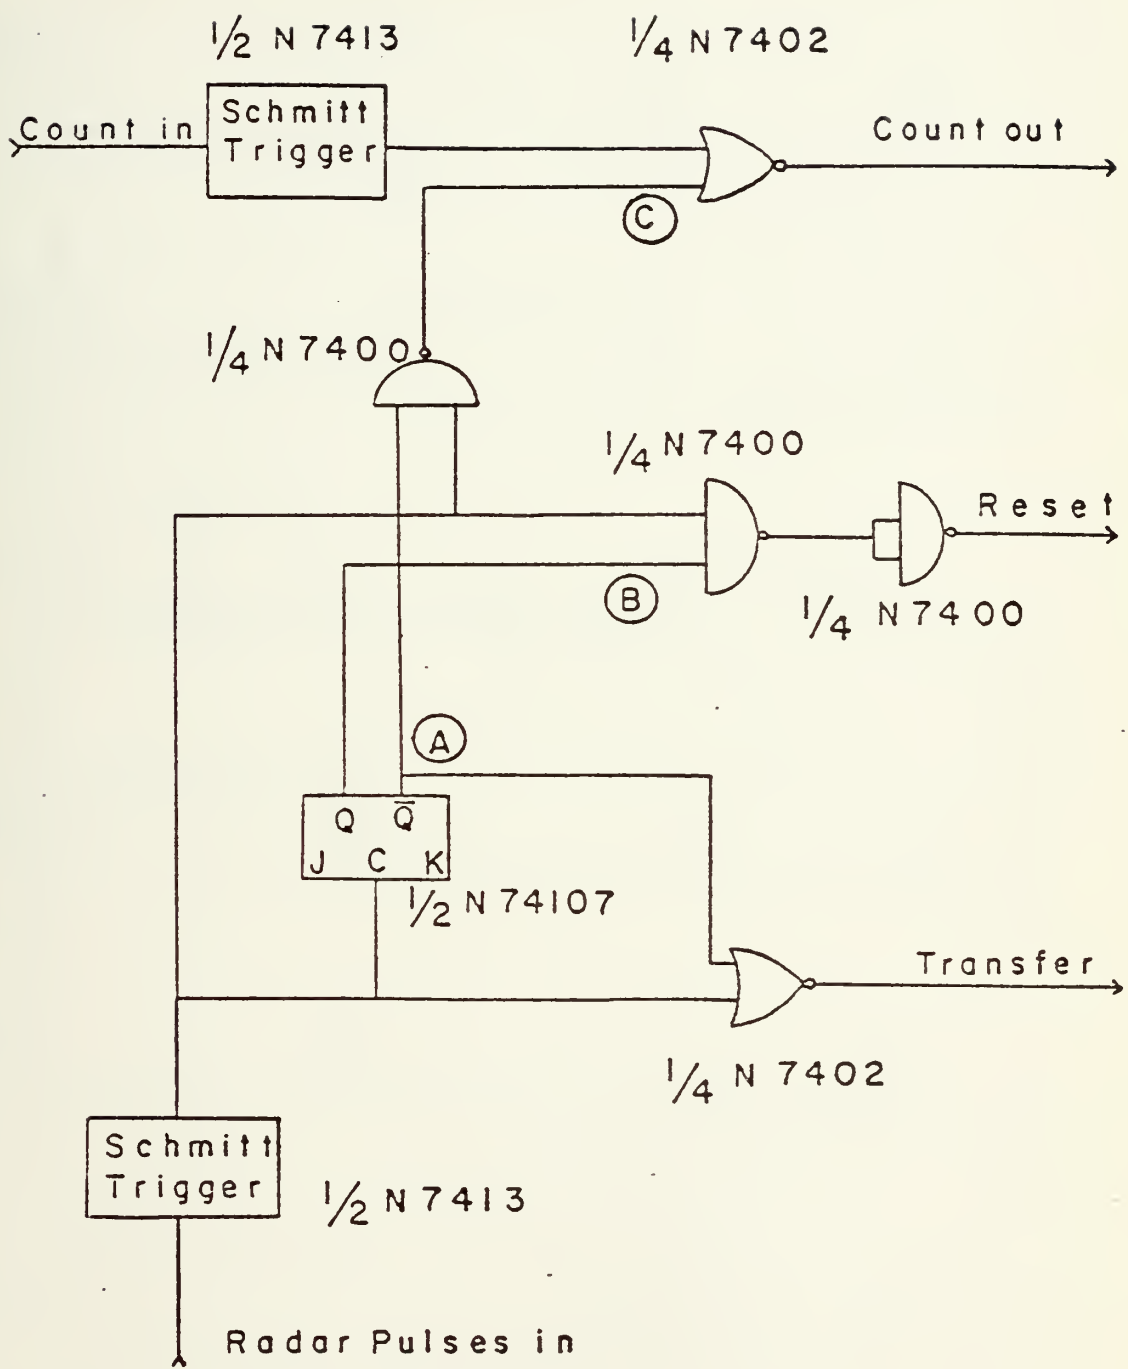 1/2 N 7413
1/4 N 7402
Count in
Schmitt
Trigger
Count out
C
1/4 N 7400
1/4 N 7400
Reset
B
1/4 N 7400
A
Q Q̅
J C K
1/2 N 74107
Transfer
1/4 N 7402
Schmitt
Trigger
1/2 N 7413
Radar Pulses in